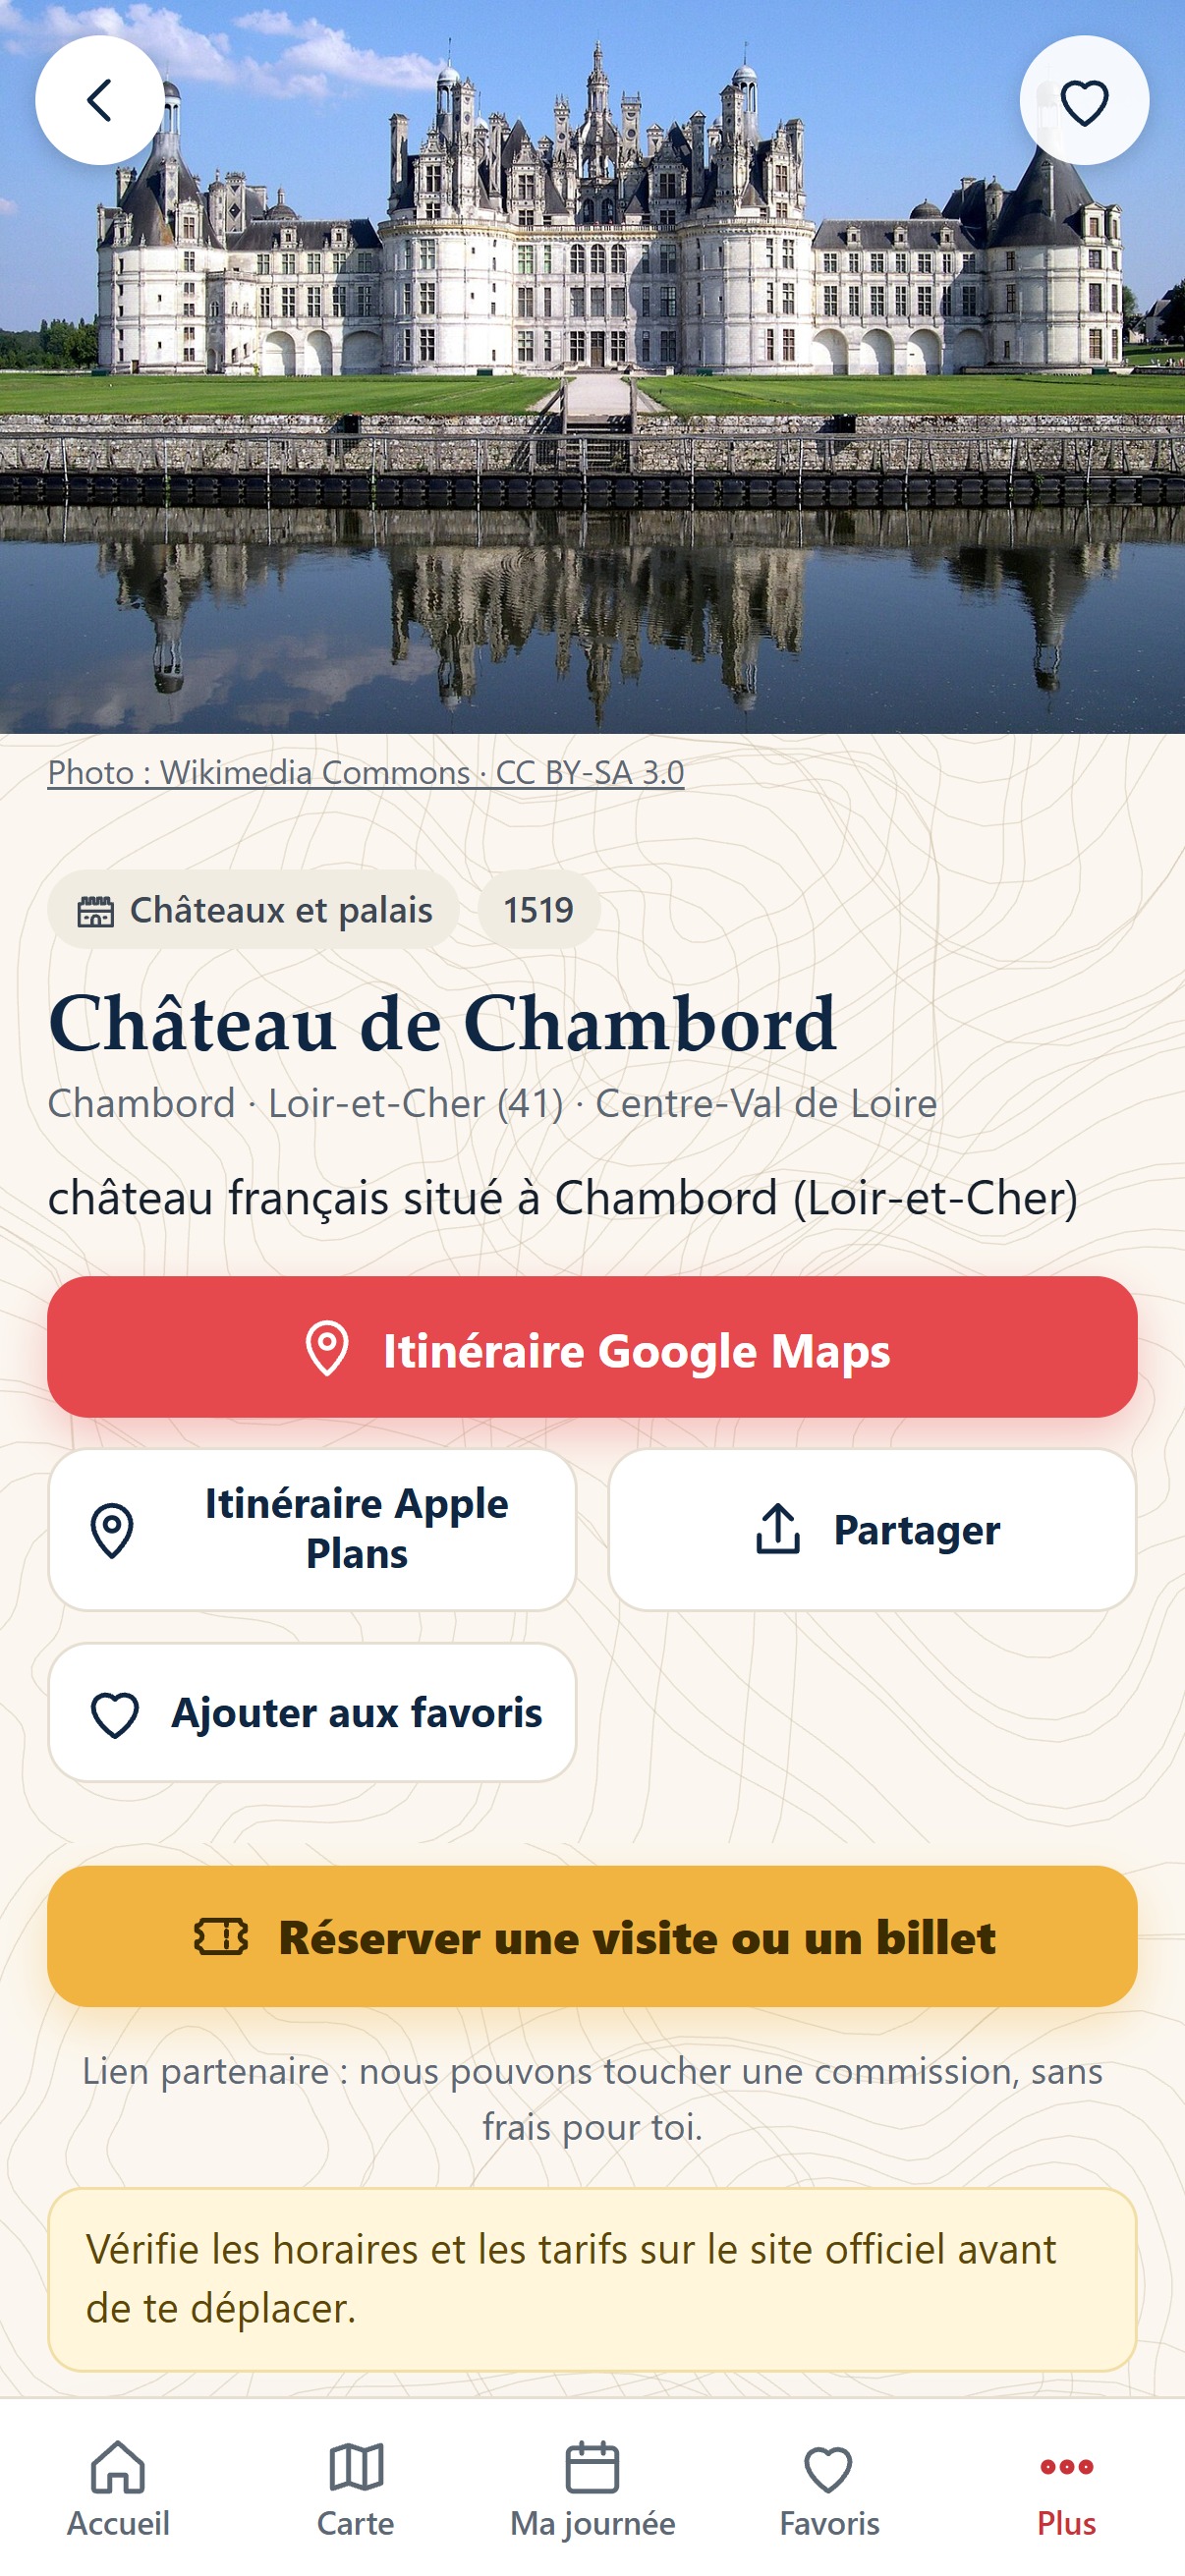 Photo : Wikimedia Commons · CC BY-SA 3.0
Châteaux et palais
1519
Château de Chambord
Chambord · Loir-et-Cher (41) · Centre-Val de Loire
château français situé à Chambord (Loir-et-Cher)
Itinéraire Google Maps
Itinéraire Apple
Plans
Partager
Ajouter aux favoris
Réserver une visite ou un billet
Lien partenaire : nous pouvons toucher une commission, sans
frais pour toi.
Vérifie les horaires et les tarifs sur le site officiel avant
de te déplacer.
Accueil
Carte
Ma journée
Favoris
Plus